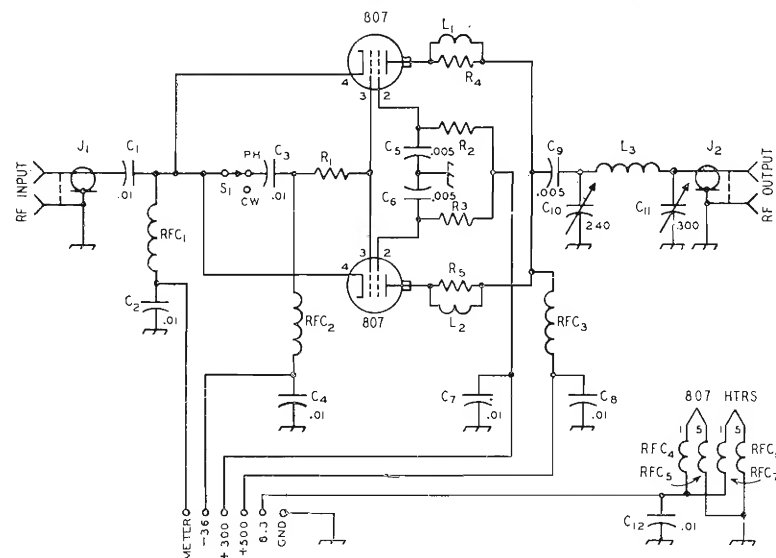 807
L1
R4
4
3
2
J1
C1
.01
RF INPUT
PH
S1
CW
C3
.01
R1
C5
.005
R2
C6
.005
R3
C9
.005
L3
J2
C10
240
C11
300
RF OUTPUT
RFC1
C2
.01
4
3
2
R5
L2
807
RFC2
RFC3
C4
.01
C7
.01
C8
.01
807 HTRS
1 5 1 5
RFC4
RFC5
RFC7
C12
.01
METER
-36
+300
+500
6.3
GND